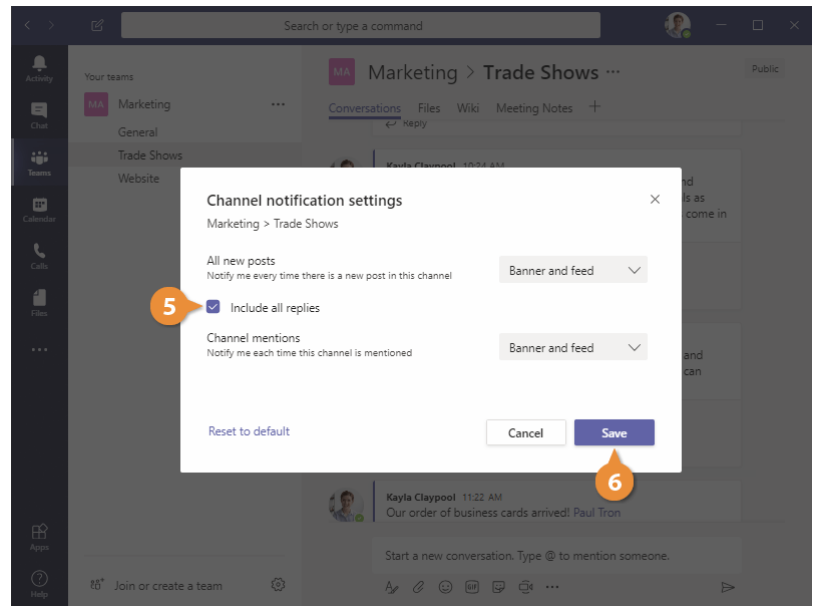 Search or type a command
Activity
Chat
Teams
Calendar
Calls
Files
Apps
Help
Your teams
MA Marketing
General
Trade Shows
Website
Join or create a team
MA Marketing > Trade Shows
Public
Conversations Files Wiki Meeting Notes
Reply
Kayla Claypool 10:24 AM
nd
ls as
come in
and
can
Channel notification settings
Marketing > Trade Shows
All new posts
Notify me every time there is a new post in this channel
Banner and feed
5
Include all replies
Channel mentions
Notify me each time this channel is mentioned
Banner and feed
Reset to default
Cancel
Save
6
Kayla Claypool 11:22 AM
Our order of business cards arrived! Paul Tron
Start a new conversation. Type @ to mention someone.
GIF